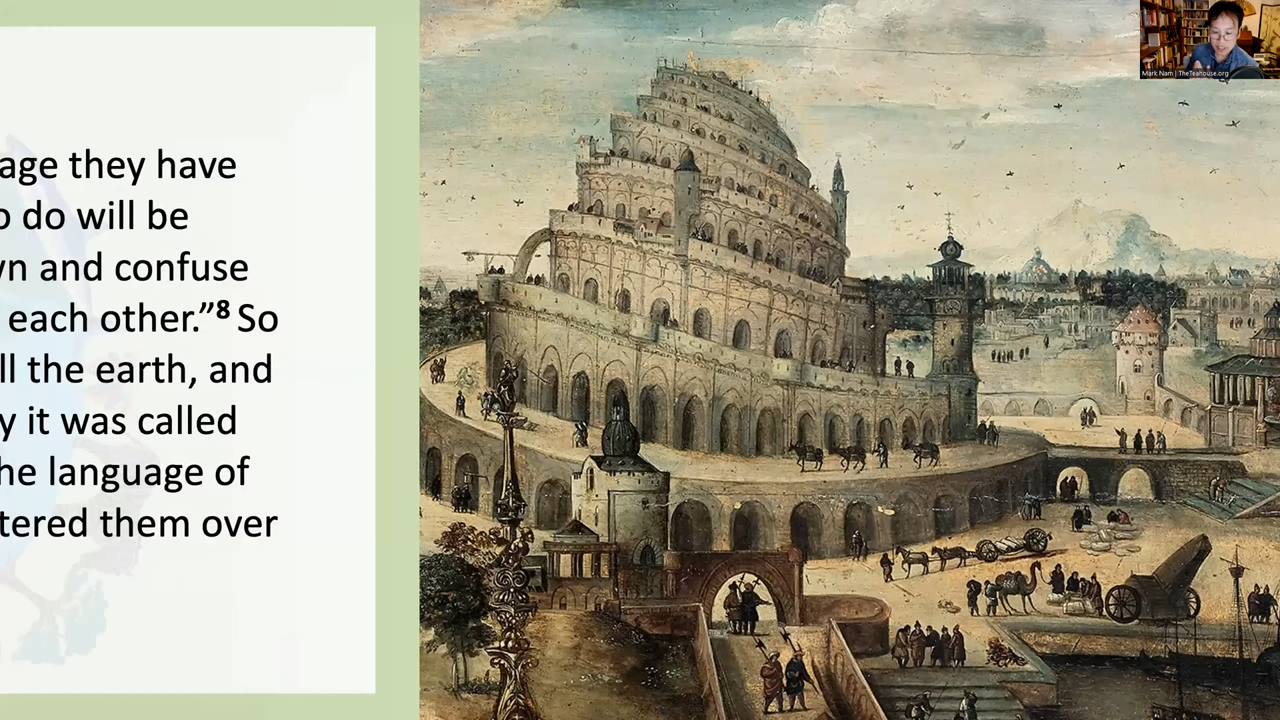 age they have
o do will be
vn and confuse
each other.”⁸ So
ll the earth, and
y it was called
he language of
tered them over
Mark Nam | TheTeahouse.org